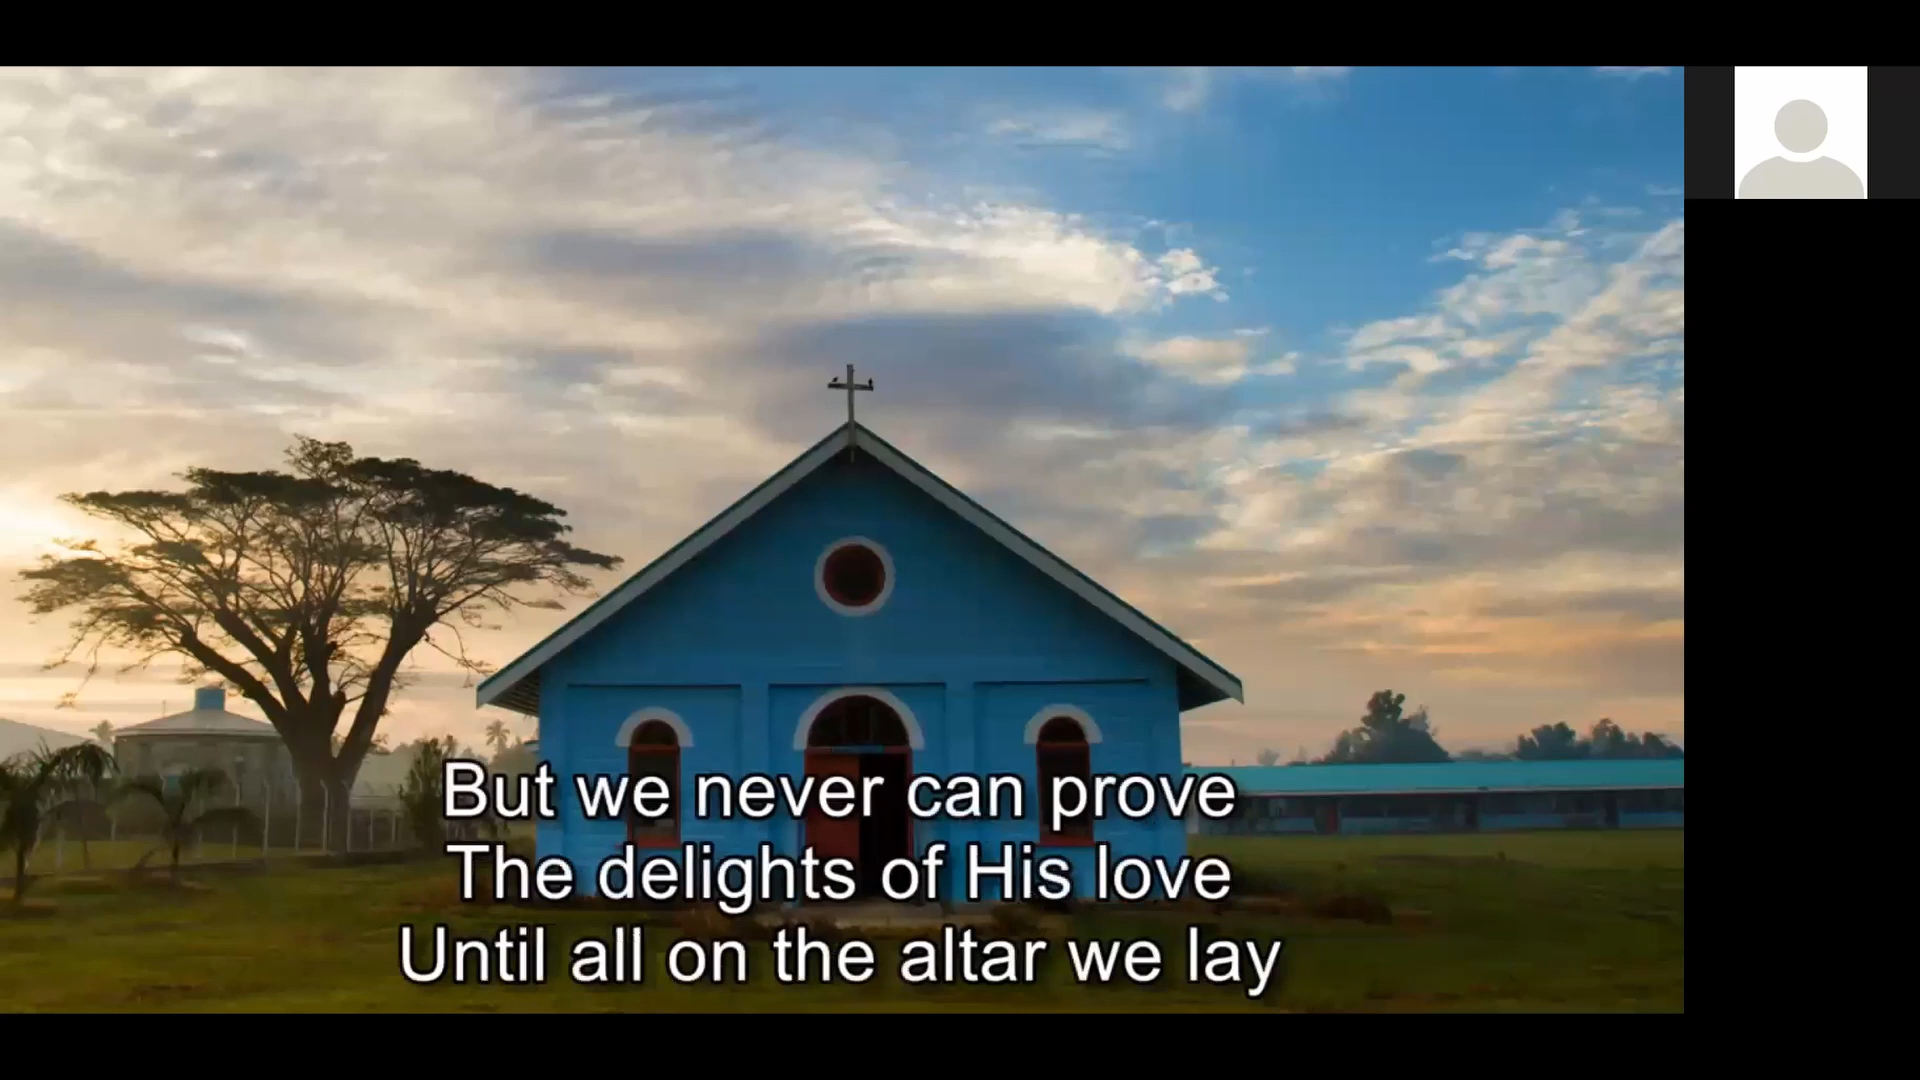 But we never can prove
The delights of His love
Until all on the altar we lay